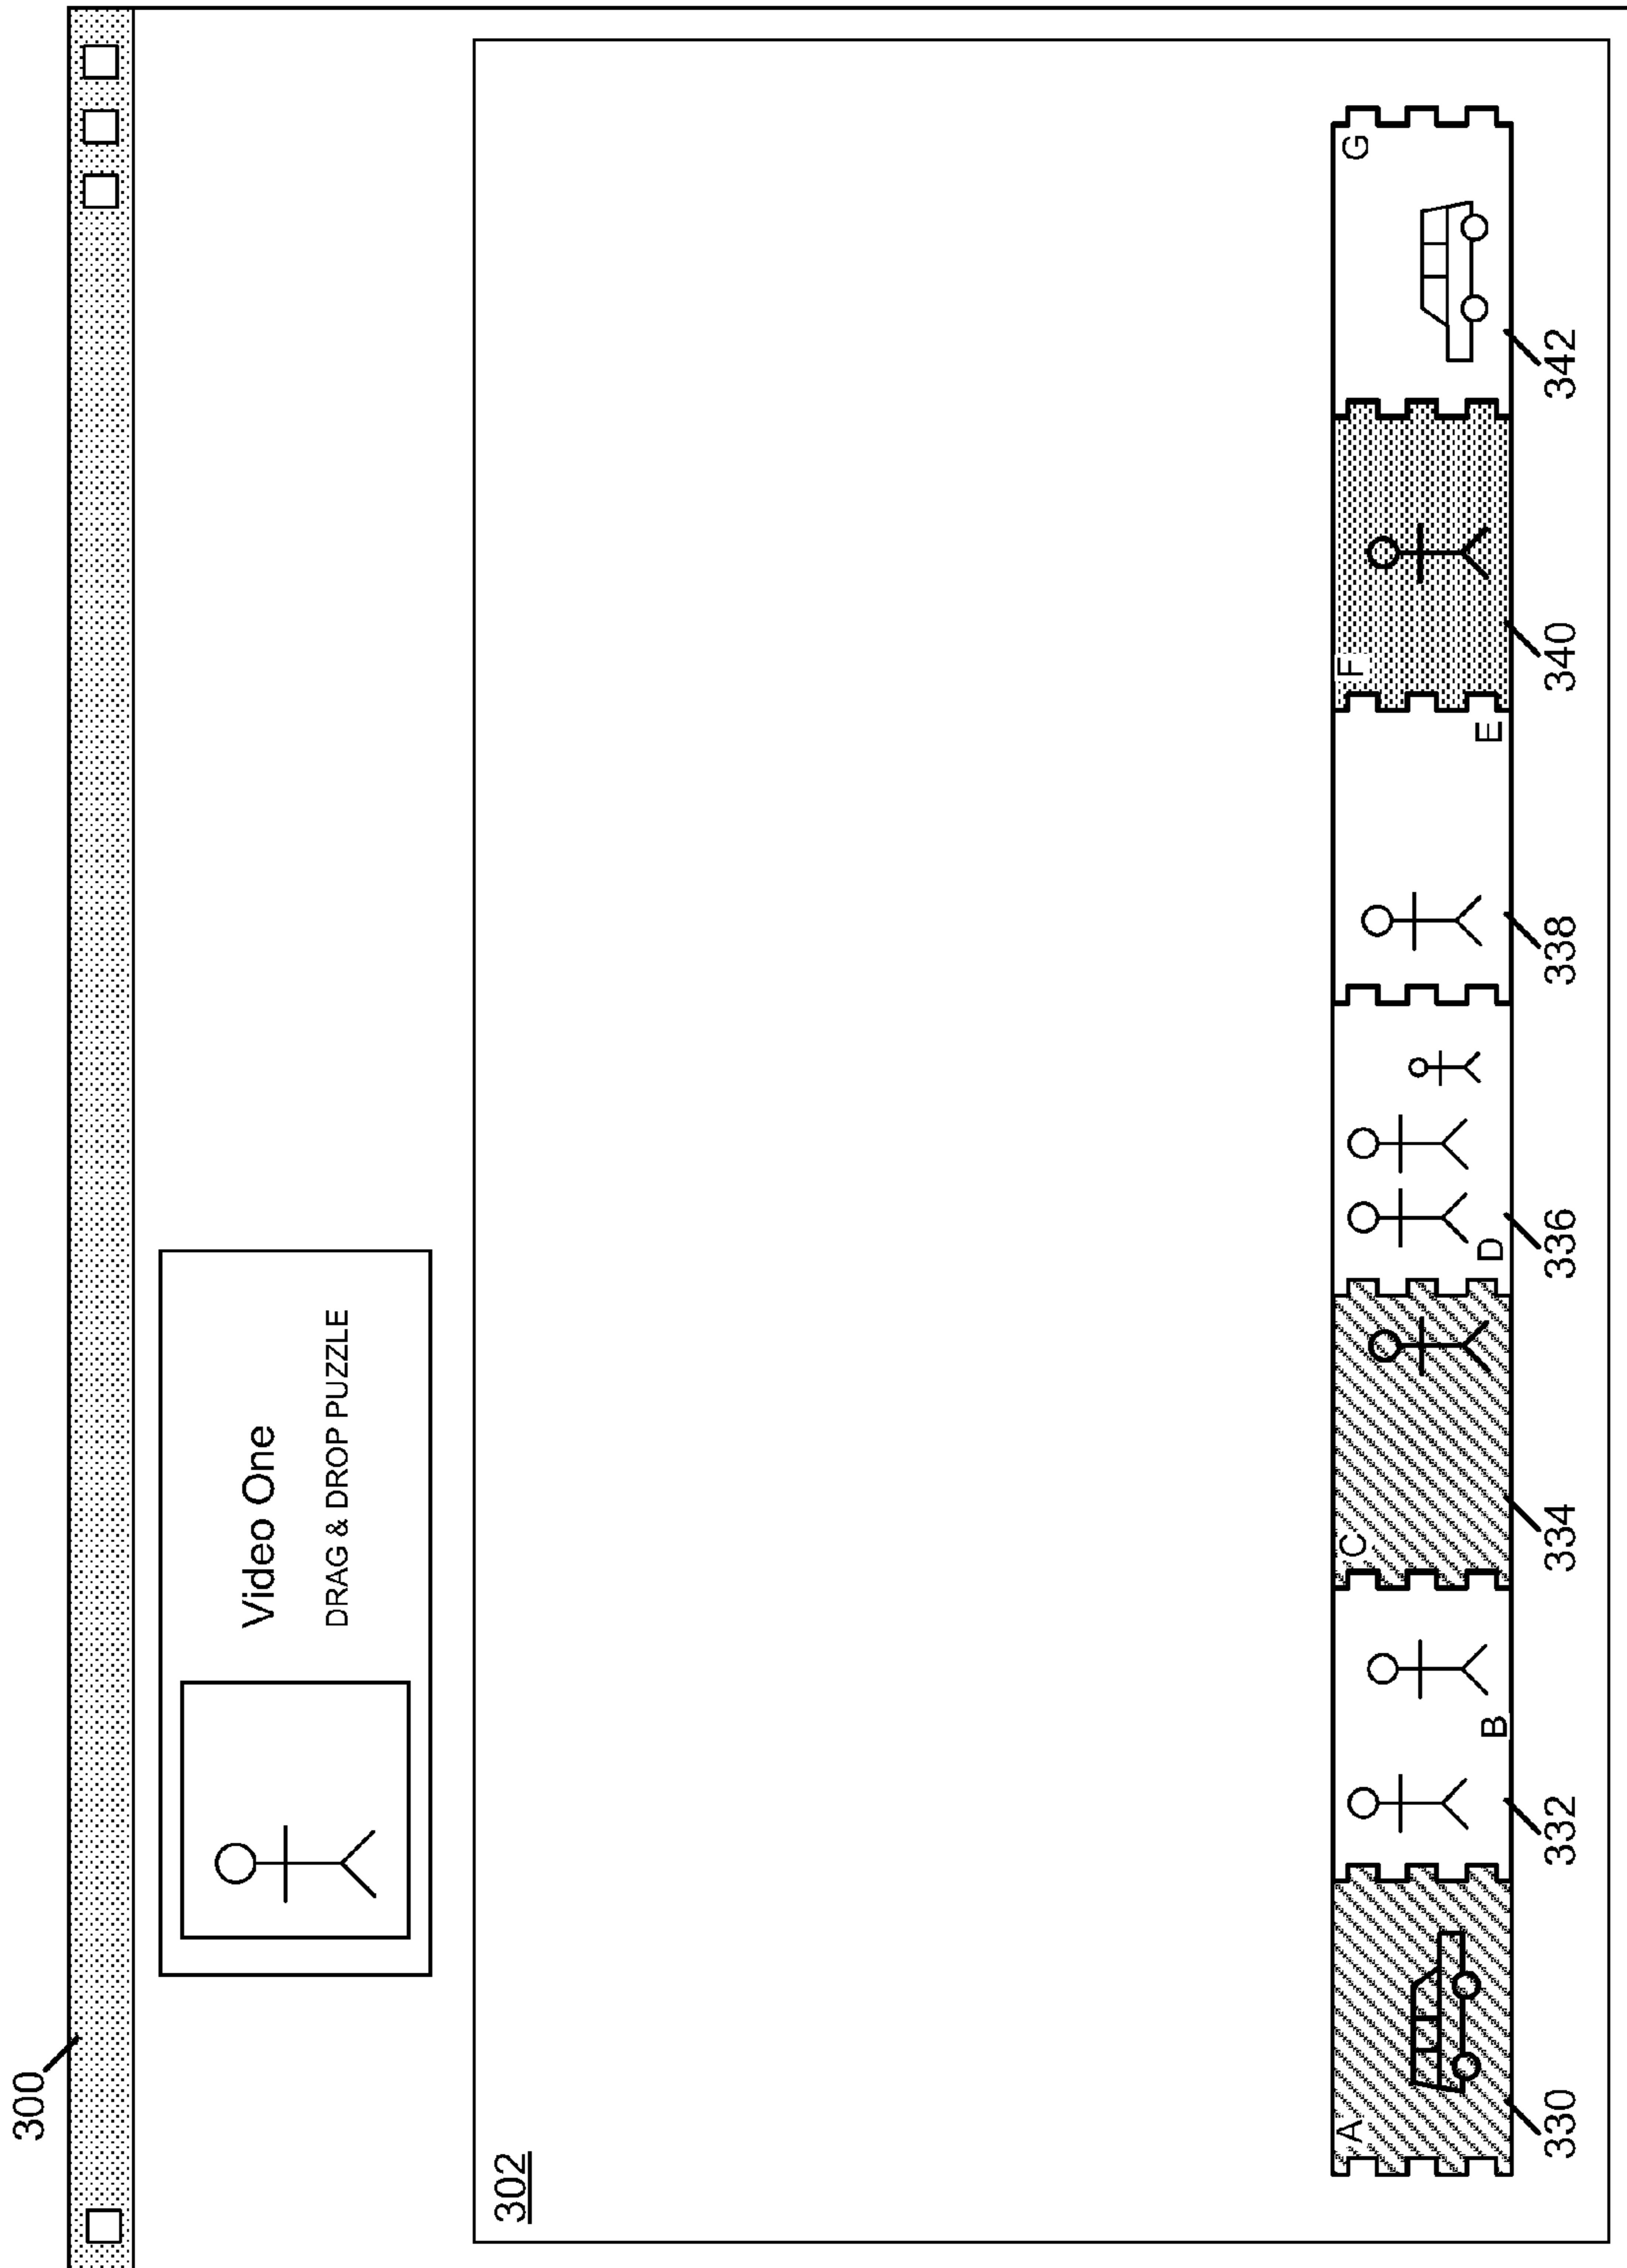 300
Video One
DRAG & DROP PUZZLE
302
A
B
C
D
E
F
G
330
332
334
336
338
340
342